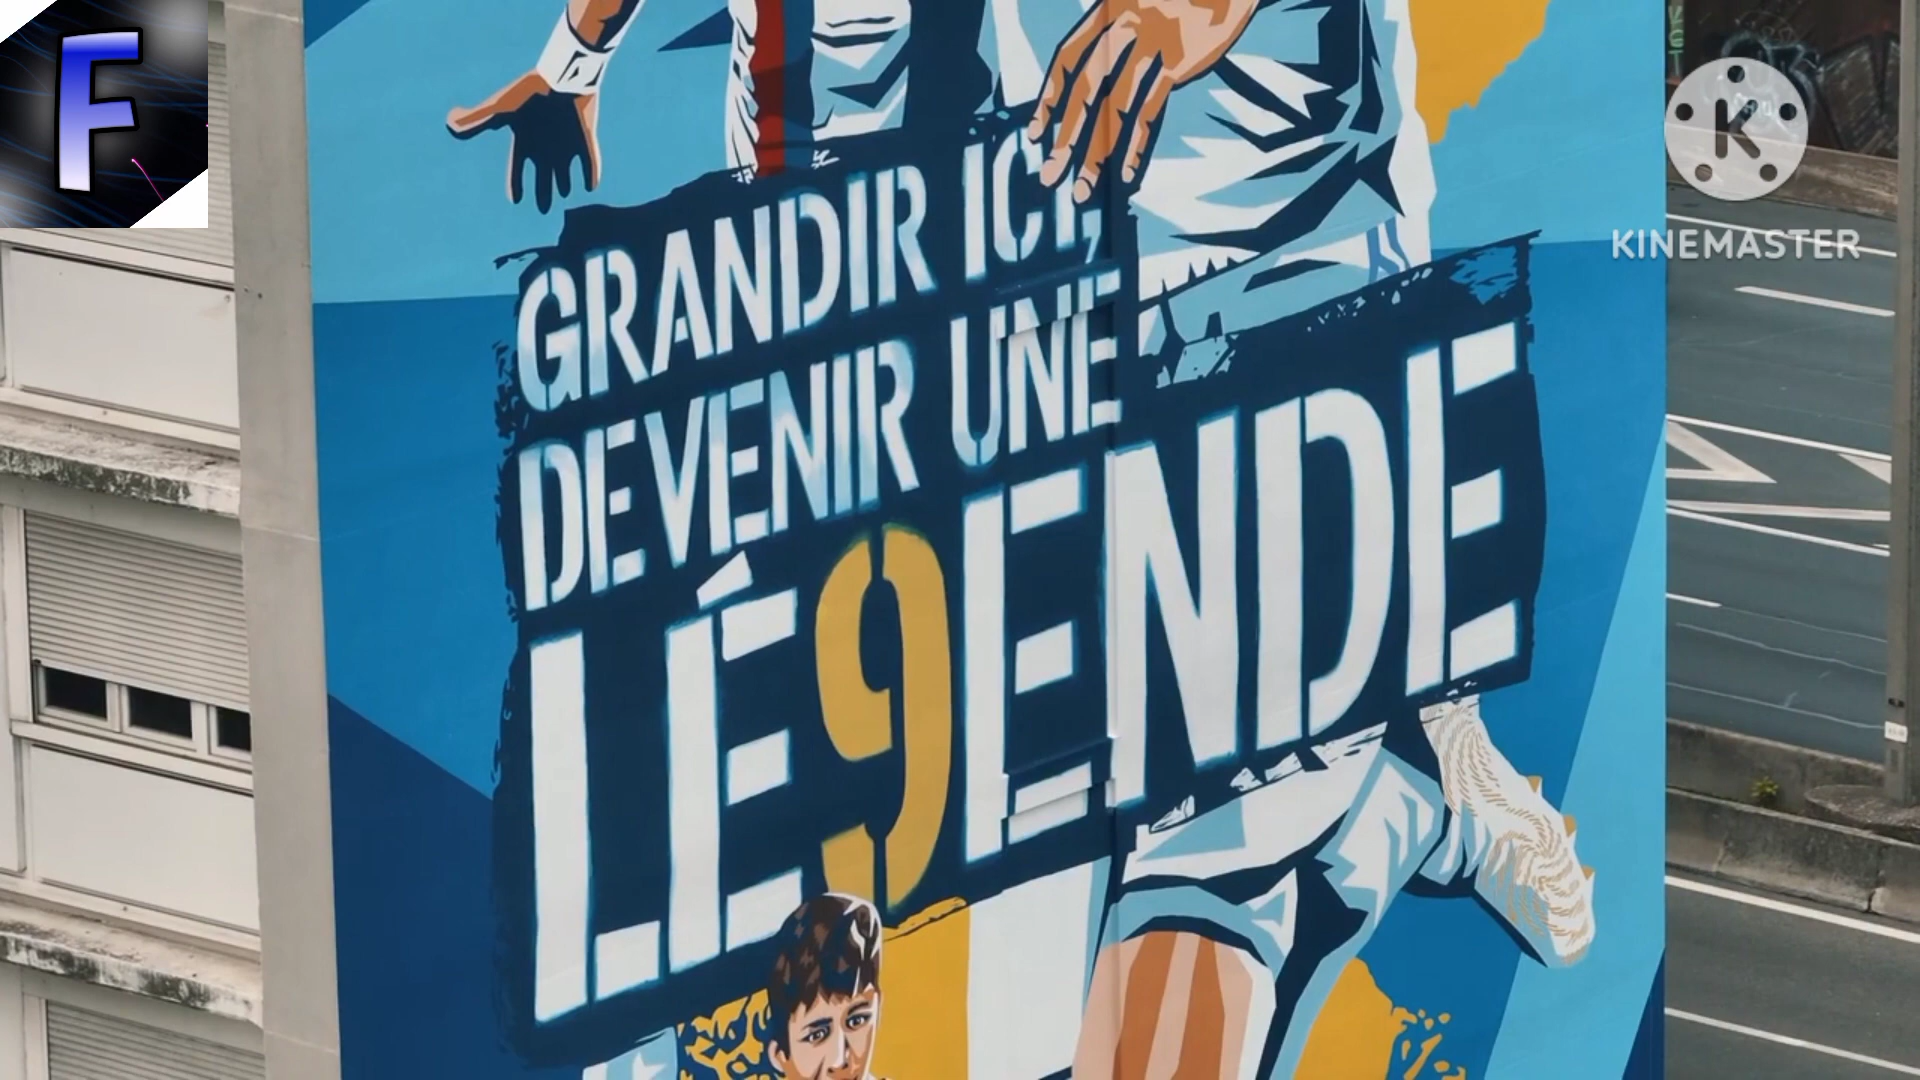 F
K
KINEMASTER
GRANDIR ICI,
DEVENIR UNE
LÉ9ENDE